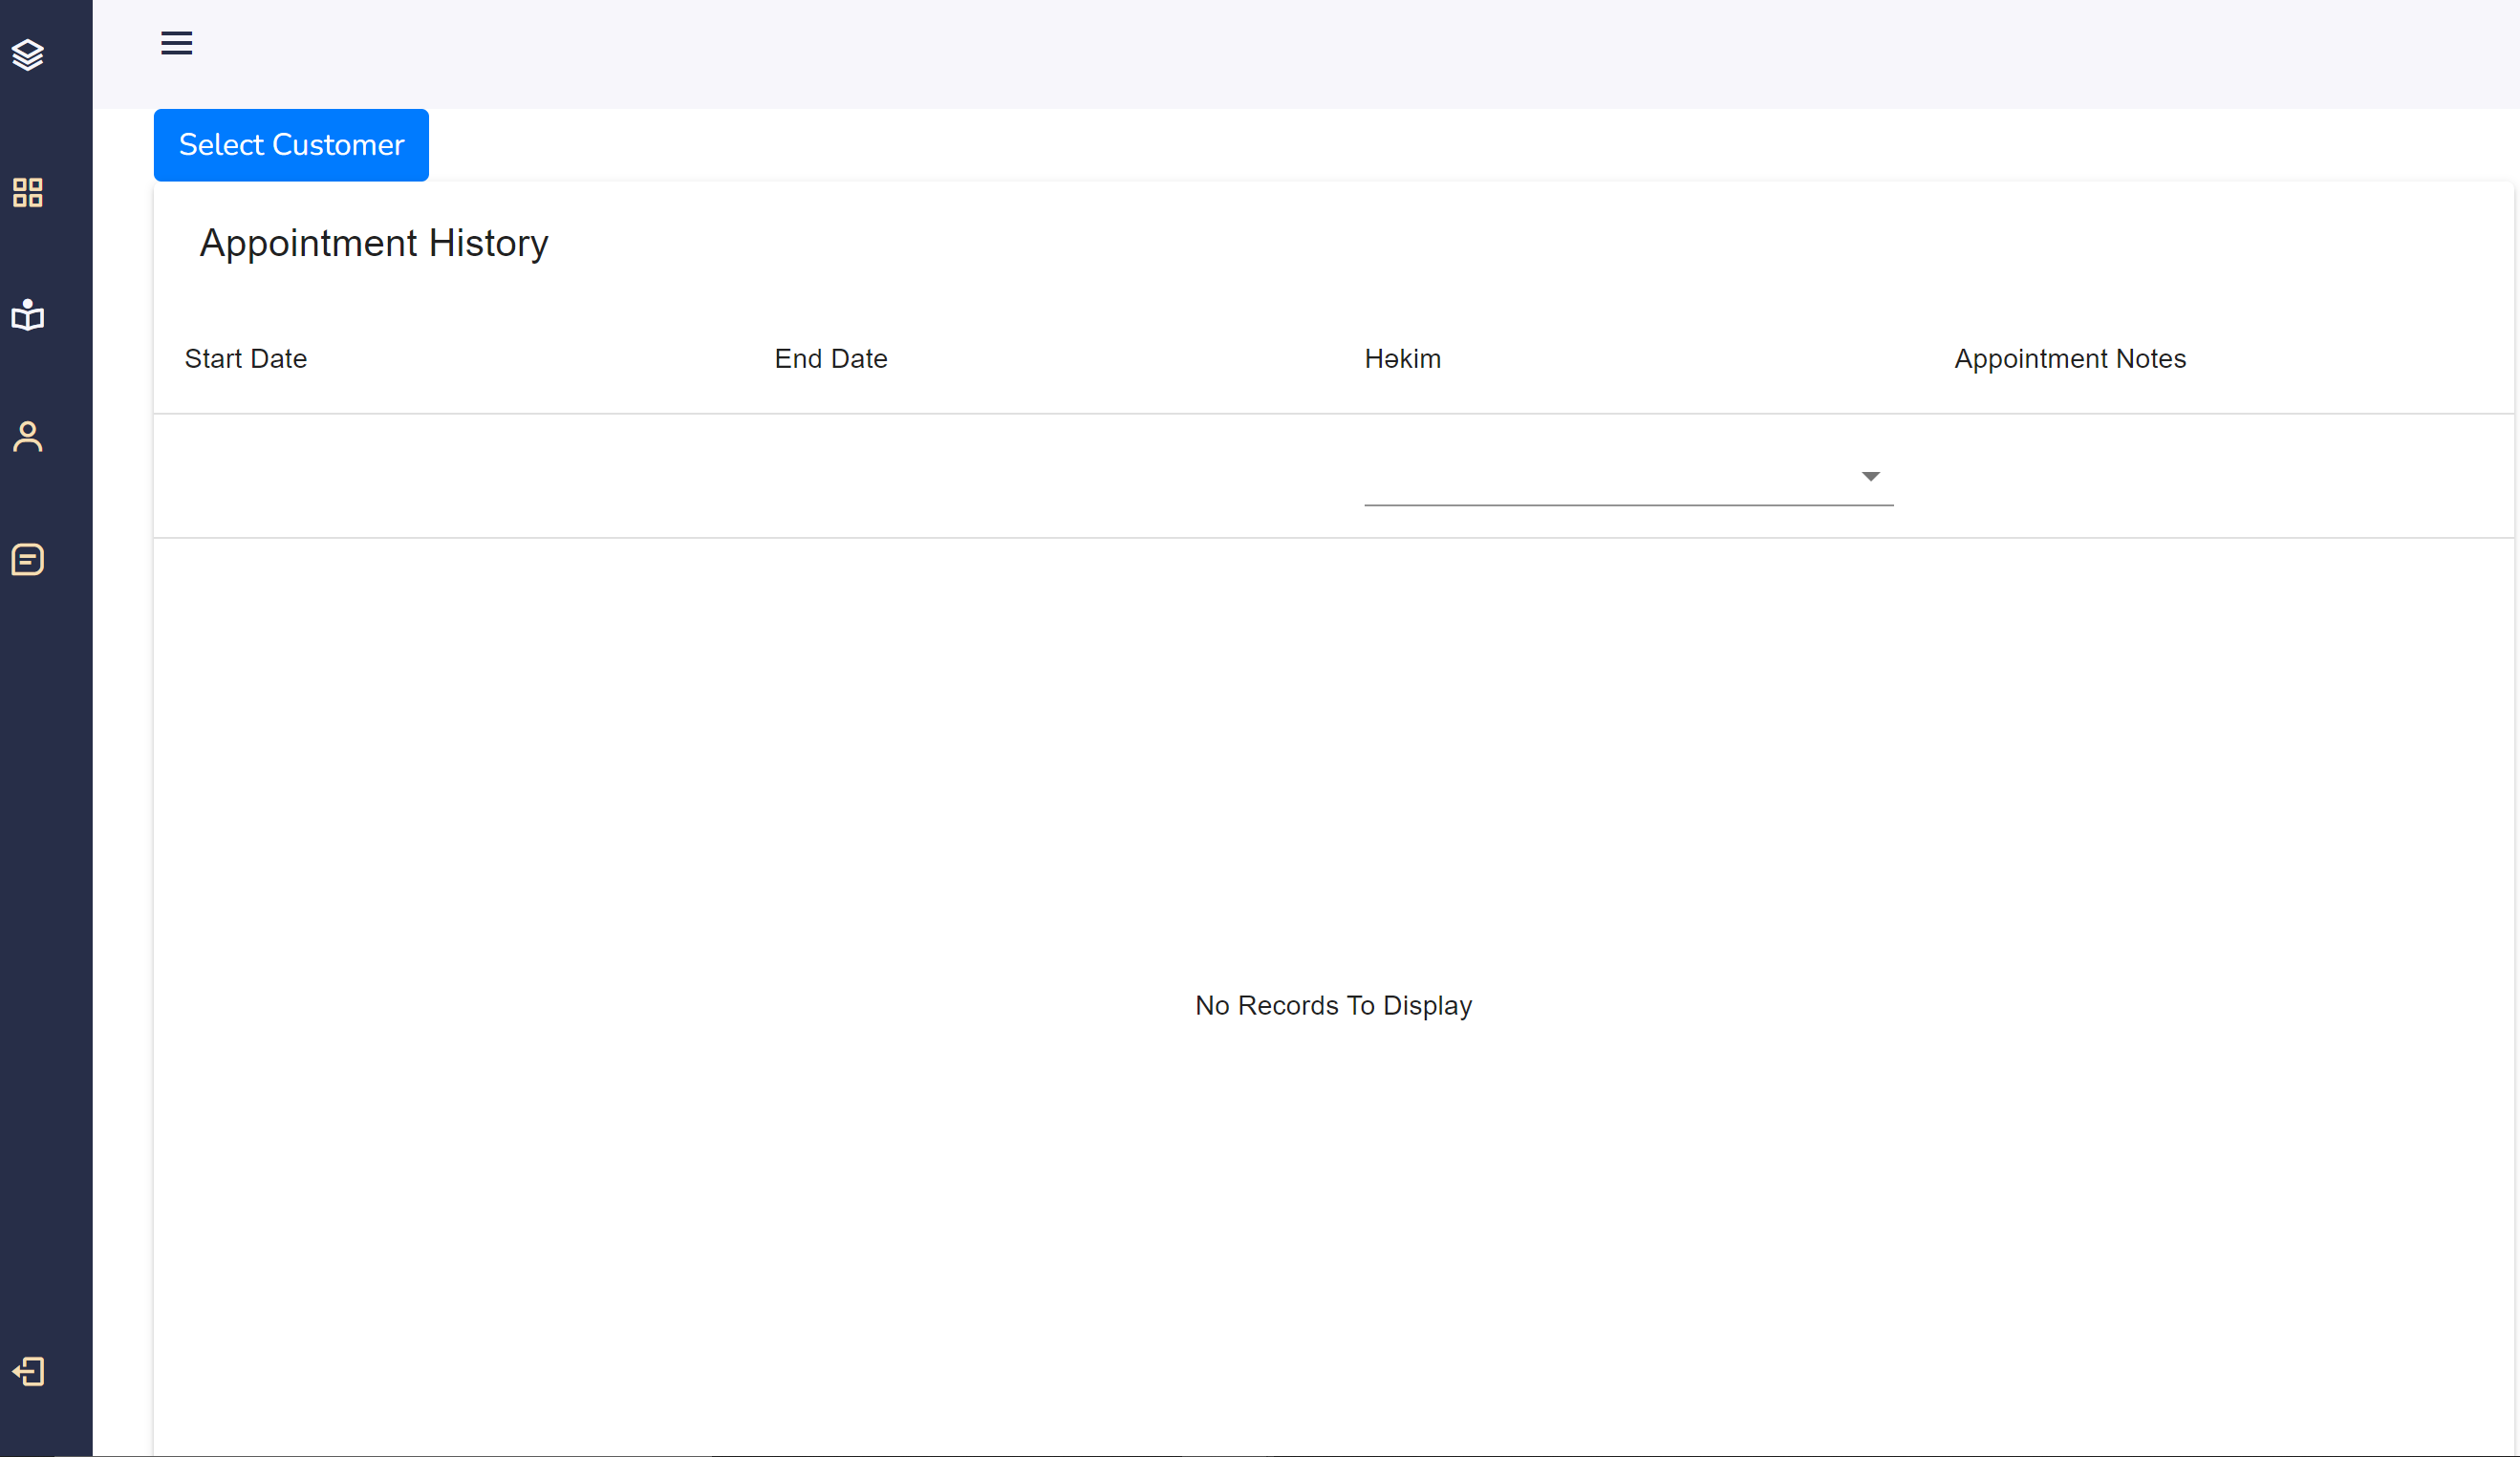 Select Customer
Appointment History
Start Date End Date Həkim Appointment Notes
No Records To Display